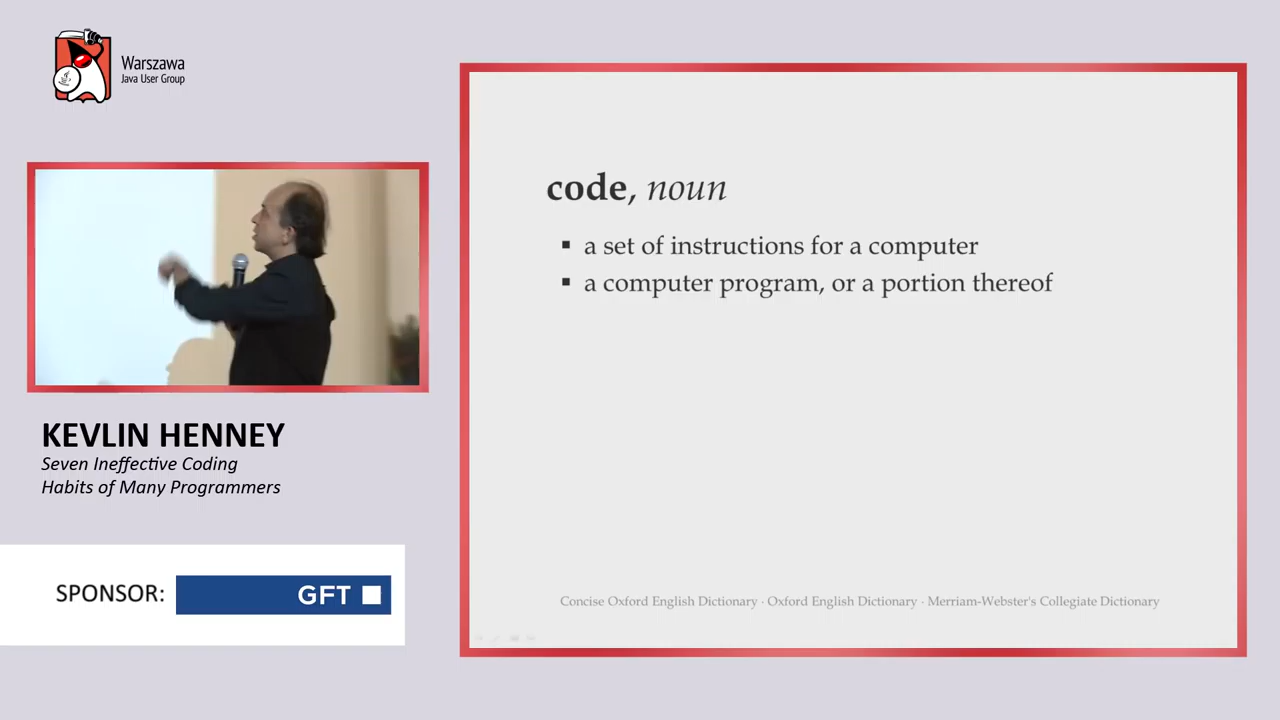 Warszawa
Java User Group
code, noun
▪ a set of instructions for a computer
▪ a computer program, or a portion thereof
Concise Oxford English Dictionary · Oxford English Dictionary · Merriam-Webster's Collegiate Dictionary
KEVLIN HENNEY
Seven Ineffective Coding
Habits of Many Programmers
SPONSOR:
GFT